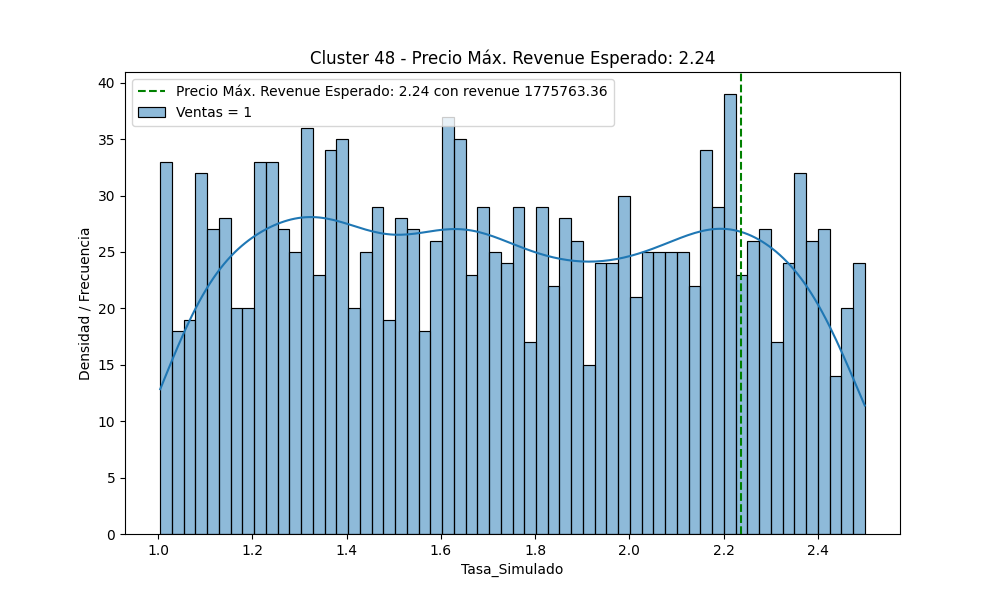 Cluster 48 - Precio Máx. Revenue Esperado: 2.24
Precio Máx. Revenue Esperado: 2.24 con revenue 1775763.36
Ventas = 1
Densidad / Frecuencia
40
35
30
25
20
15
10
5
0
1.0 1.2 1.4 1.6 1.8 2.0 2.2 2.4
Tasa_Simulado